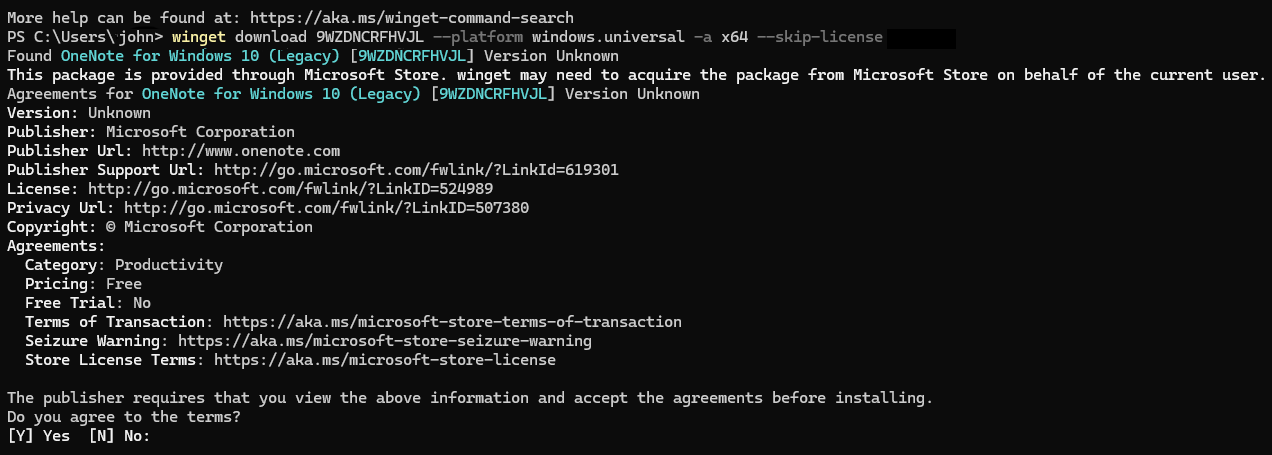 More help can be found at: https://aka.ms/winget-command-search
PS C:\Users\john> winget download 9WZDNCRFHVJL --platform windows.universal -a x64 --skip-license
Found OneNote for Windows 10 (Legacy) [9WZDNCRFHVJL] Version Unknown
This package is provided through Microsoft Store. winget may need to acquire the package from Microsoft Store on behalf of the current user.
Agreements for OneNote for Windows 10 (Legacy) [9WZDNCRFHVJL] Version Unknown
Version: Unknown
Publisher: Microsoft Corporation
Publisher Url: http://www.onenote.com
Publisher Support Url: http://go.microsoft.com/fwlink/?LinkId=619301
License: http://go.microsoft.com/fwlink/?LinkID=524989
Privacy Url: http://go.microsoft.com/fwlink/?LinkID=507380
Copyright: © Microsoft Corporation
Agreements:
  Category: Productivity
  Pricing: Free
  Free Trial: No
  Terms of Transaction: https://aka.ms/microsoft-store-terms-of-transaction
  Seizure Warning: https://aka.ms/microsoft-store-seizure-warning
  Store License Terms: https://aka.ms/microsoft-store-license

The publisher requires that you view the above information and accept the agreements before installing.
Do you agree to the terms?
[Y] Yes  [N] No: